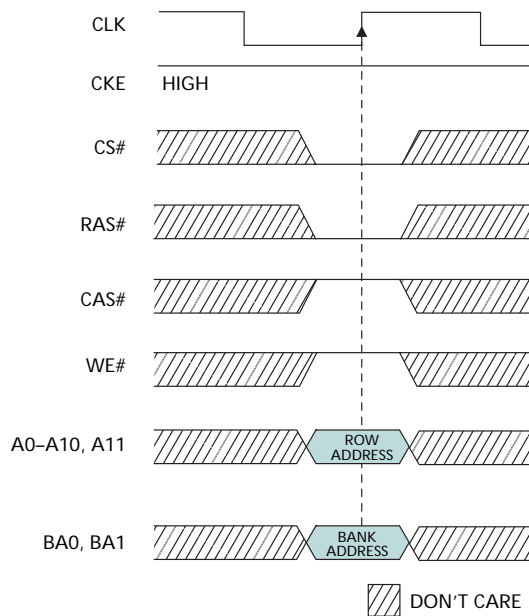 CLK
CKE HIGH
CS#
RAS#
CAS#
WE#
A0–A10, A11 ROW
ADDRESS
BA0, BA1 BANK
ADDRESS
DON'T CARE